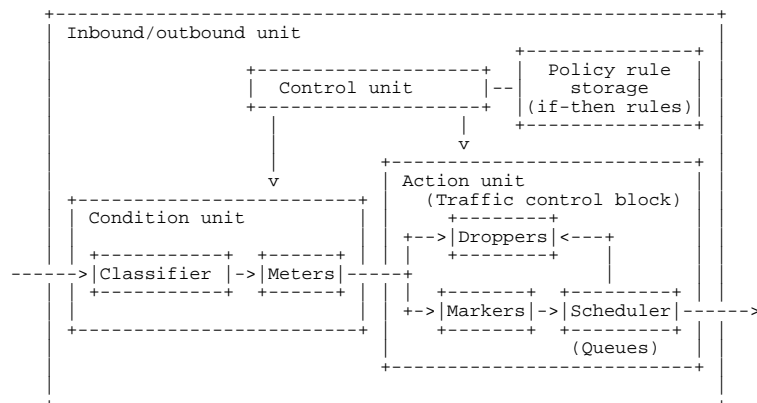 Inbound/outbound unit
Policy rule
Control unit
storage
(if-then rules)
Action unit
(Traffic control block)
Condition unit
Droppers
Classifier
Meters
Markers
Scheduler
(Queues)